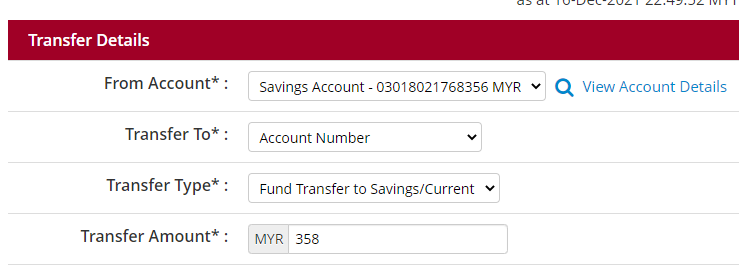 as at 16-Dec-2021 22:49:52 MYT
Transfer Details
From Account* : Savings Account - 03018021768356 MYR View Account Details
Transfer To* : Account Number
Transfer Type* : Fund Transfer to Savings/Current
Transfer Amount* : MYR 358